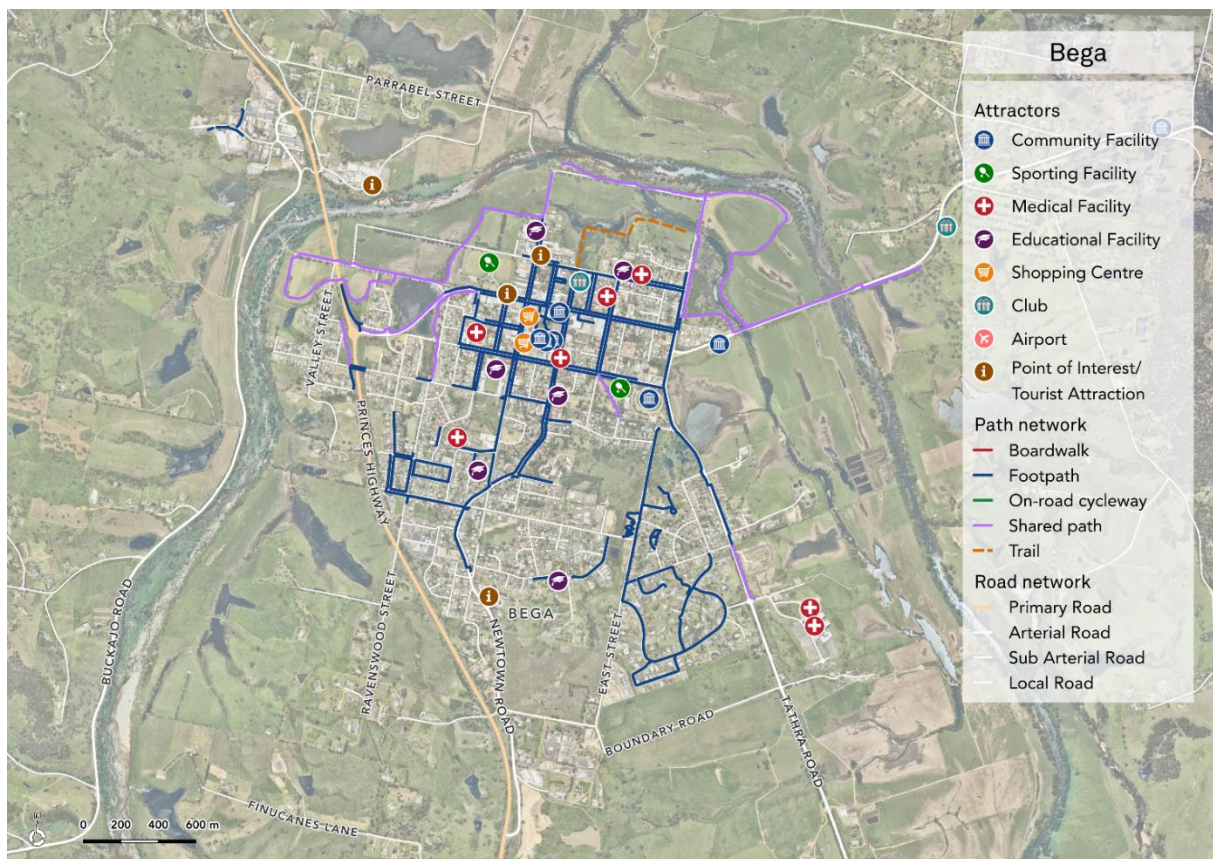 Bega
Attractors
Community Facility
Sporting Facility
Medical Facility
Educational Facility
Shopping Centre
Club
Airport
Point of Interest/
Tourist Attraction
Path network
Boardwalk
Footpath
On-road cycleway
Shared path
Trail
Road network
Primary Road
Arterial Road
Sub Arterial Road
Local Road
PARRABEL STREET
VALLEY STREET
PRINCES HIGHWAY
BUCKAJO ROAD
RAVENSWOOD STREET
BEGA
NEWTOWN ROAD
EAST STREET
BOUNDARY ROAD
TATHRA ROAD
FINUCANES LANE
0 200 400 600 m